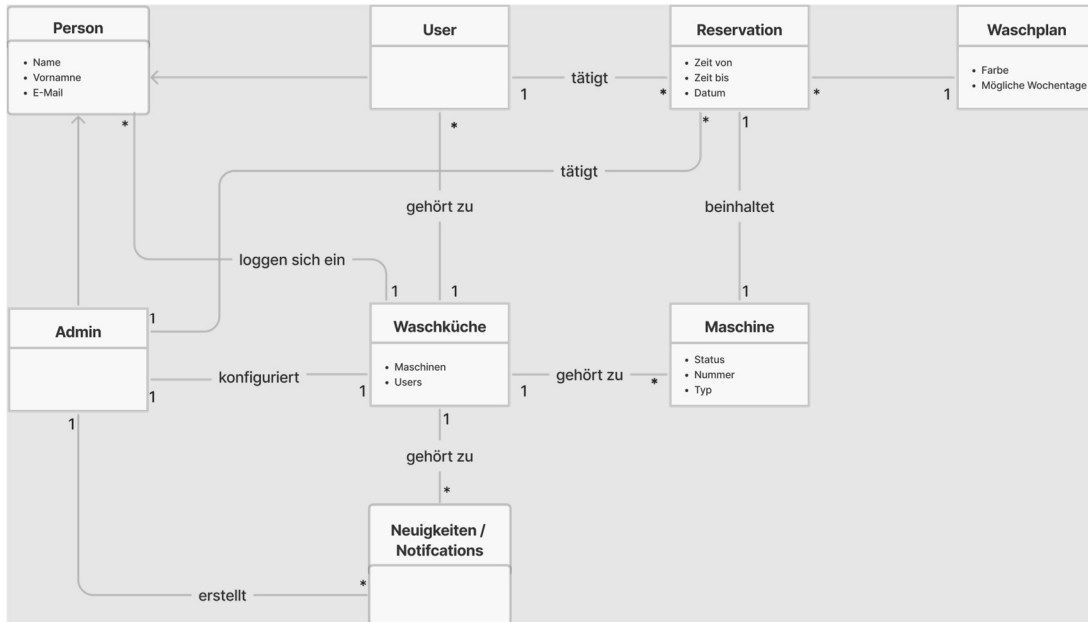 Person
• Name
• Vornamne
• E-Mail
User
Reservation
• Zeit von
• Zeit bis
• Datum
Waschplan
• Farbe
• Mögliche Wochentage
tätigt
1
*
*
1
*
*
*
1
tätigt
gehört zu
beinhaltet
loggen sich ein
1
1
1
Admin
1
1
Waschküche
• Maschinen
• Users
Maschine
• Status
• Nummer
• Typ
konfiguriert
1
1
gehört zu
*
1
1
gehört zu
*
Neuigkeiten /
Notifcations
*
erstellt